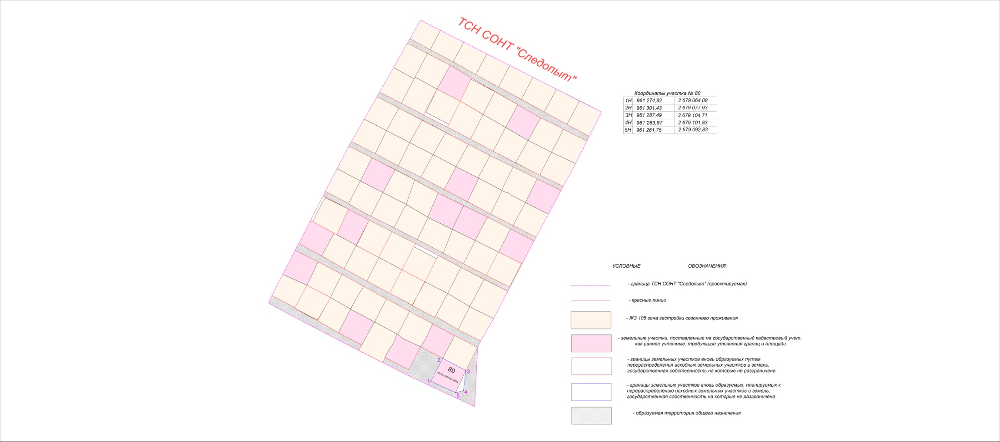 ТСН СОНТ "Следопыт"
Координаты участка № 80
1Н 961 274,82 2 679 064,08
2Н 961 301,43 2 679 077,93
3Н 961 287,49 2 679 104,71
4Н 961 263,87 2 679 101,83
5Н 961 261,75 2 679 092,83
УСЛОВНЫЕ ОБОЗНАЧЕНИЯ:
- граница ТСН СОНТ "Следопыт" (проектируемая)
- красные линии
- ЖЗ 105 зона застройки сезонного проживания
- земельные участки, поставленные на государственный кадастровый учет,
как раннее учтенные, требующие уточнения границ и площади
- границы земельных участков вновь образуемых путем
перераспределения исходных земельных участков и земель,
государственная собственность на которые не разграничена
- границы земельных участков вновь образуемых, планируемых к
перераспределению исходных земельных участков и земель,
государственная собственность на которые не разграничена
- образуемая территория общего назначения
2
80
3
1
4
5